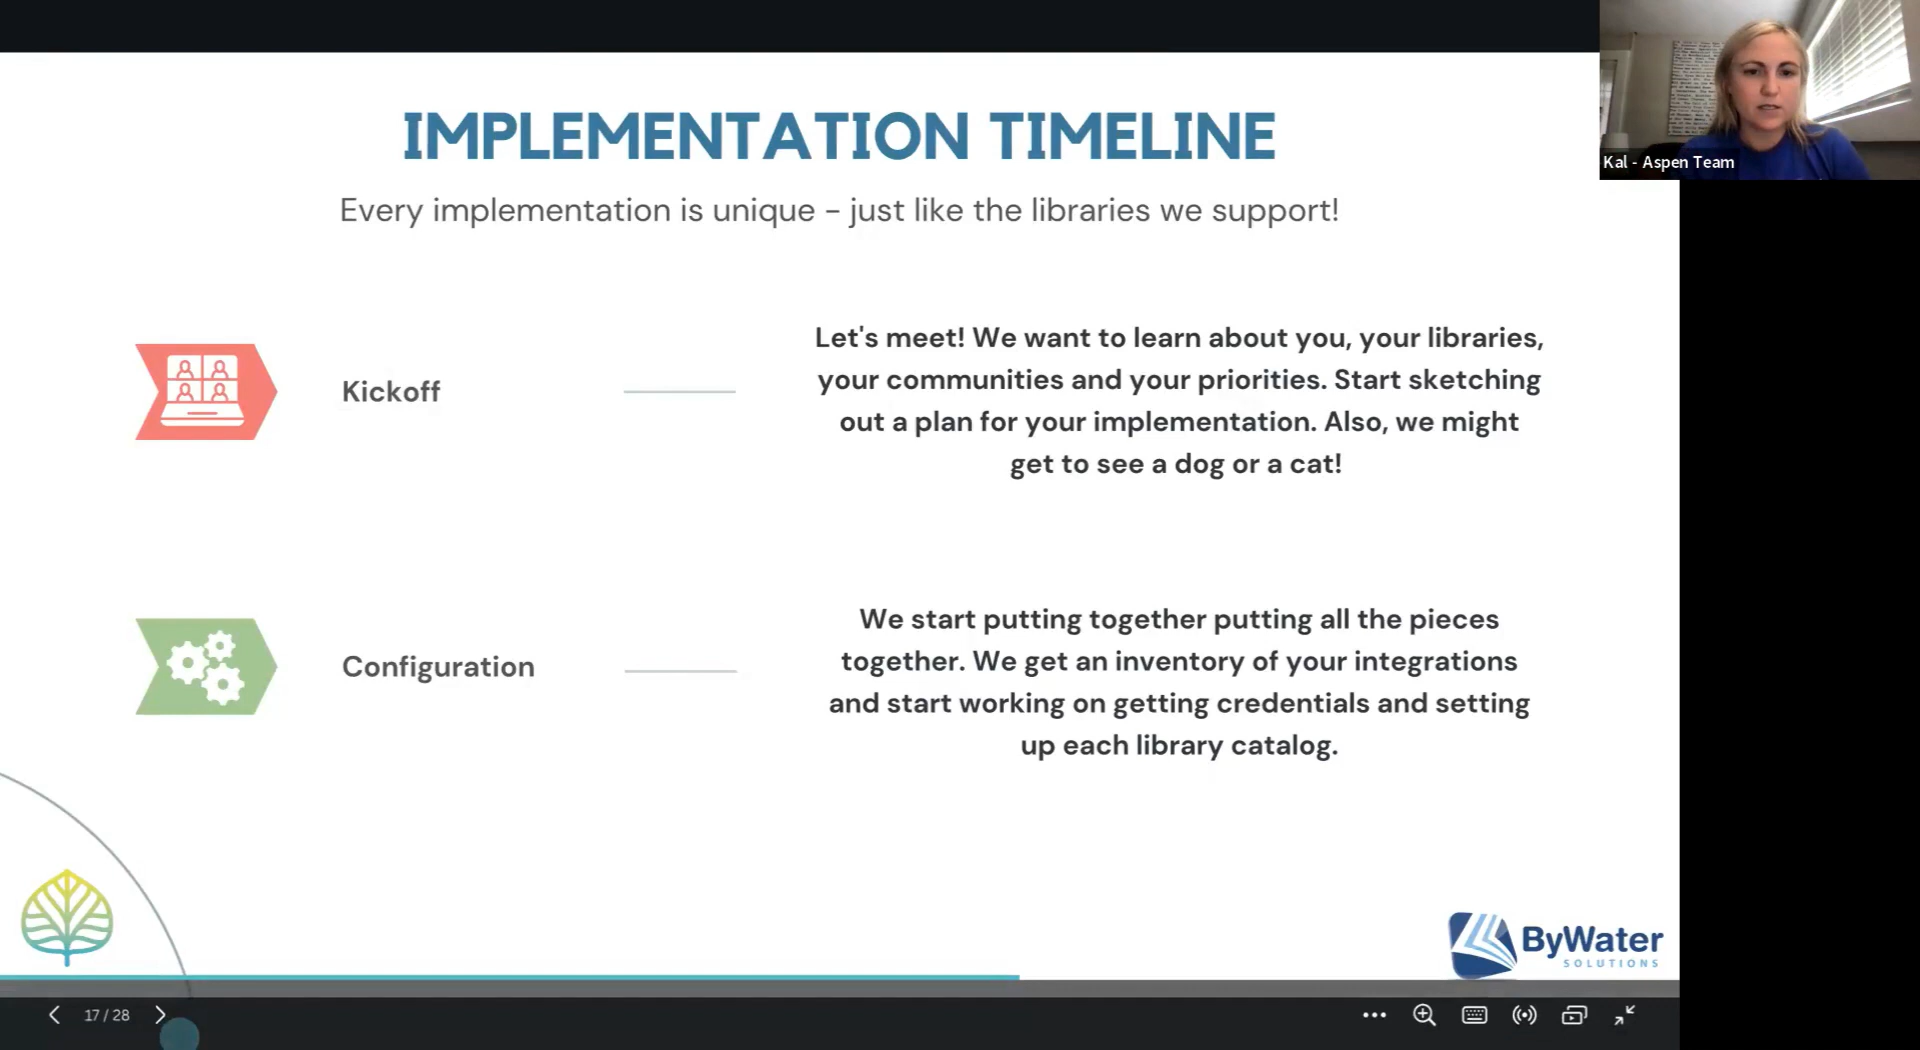 IMPLEMENTATION TIMELINE
Every implementation is unique – just like the libraries we support!
Kickoff
Let's meet! We want to learn about you, your libraries,
your communities and your priorities. Start sketching
out a plan for your implementation. Also, we might
get to see a dog or a cat!
Configuration
We start putting together putting all the pieces
together. We get an inventory of your integrations
and start working on getting credentials and setting
up each library catalog.
ByWater
SOLUTIONS
17 / 28
Kal - Aspen Team